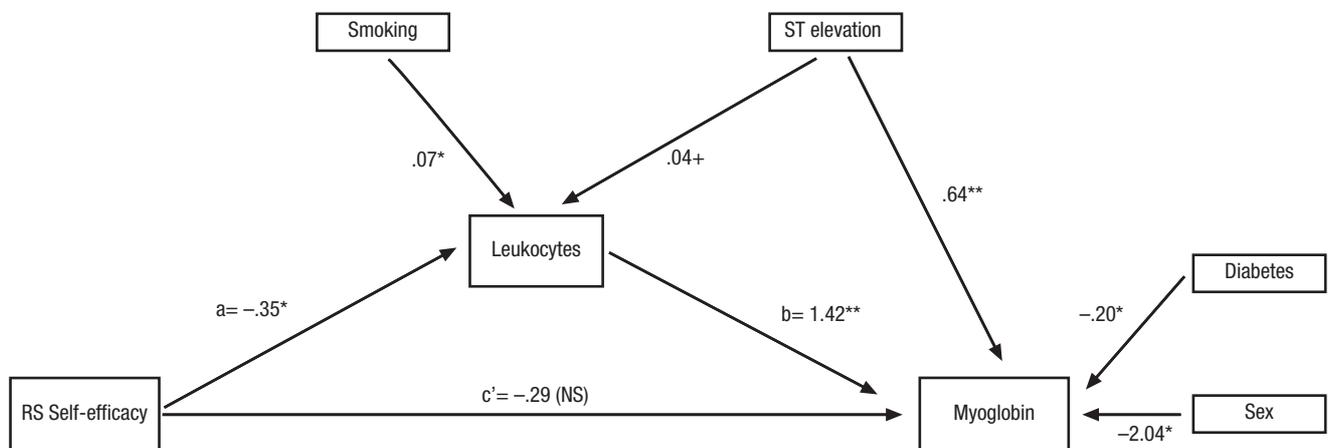 Smoking
ST elevation
.07*
.04+
.64**
Leukocytes
Diabetes
a= –.35*
b= 1.42**
–.20*
RS Self-efficacy
c’= –.29 (NS)
Myoglobin
Sex
–2.04*